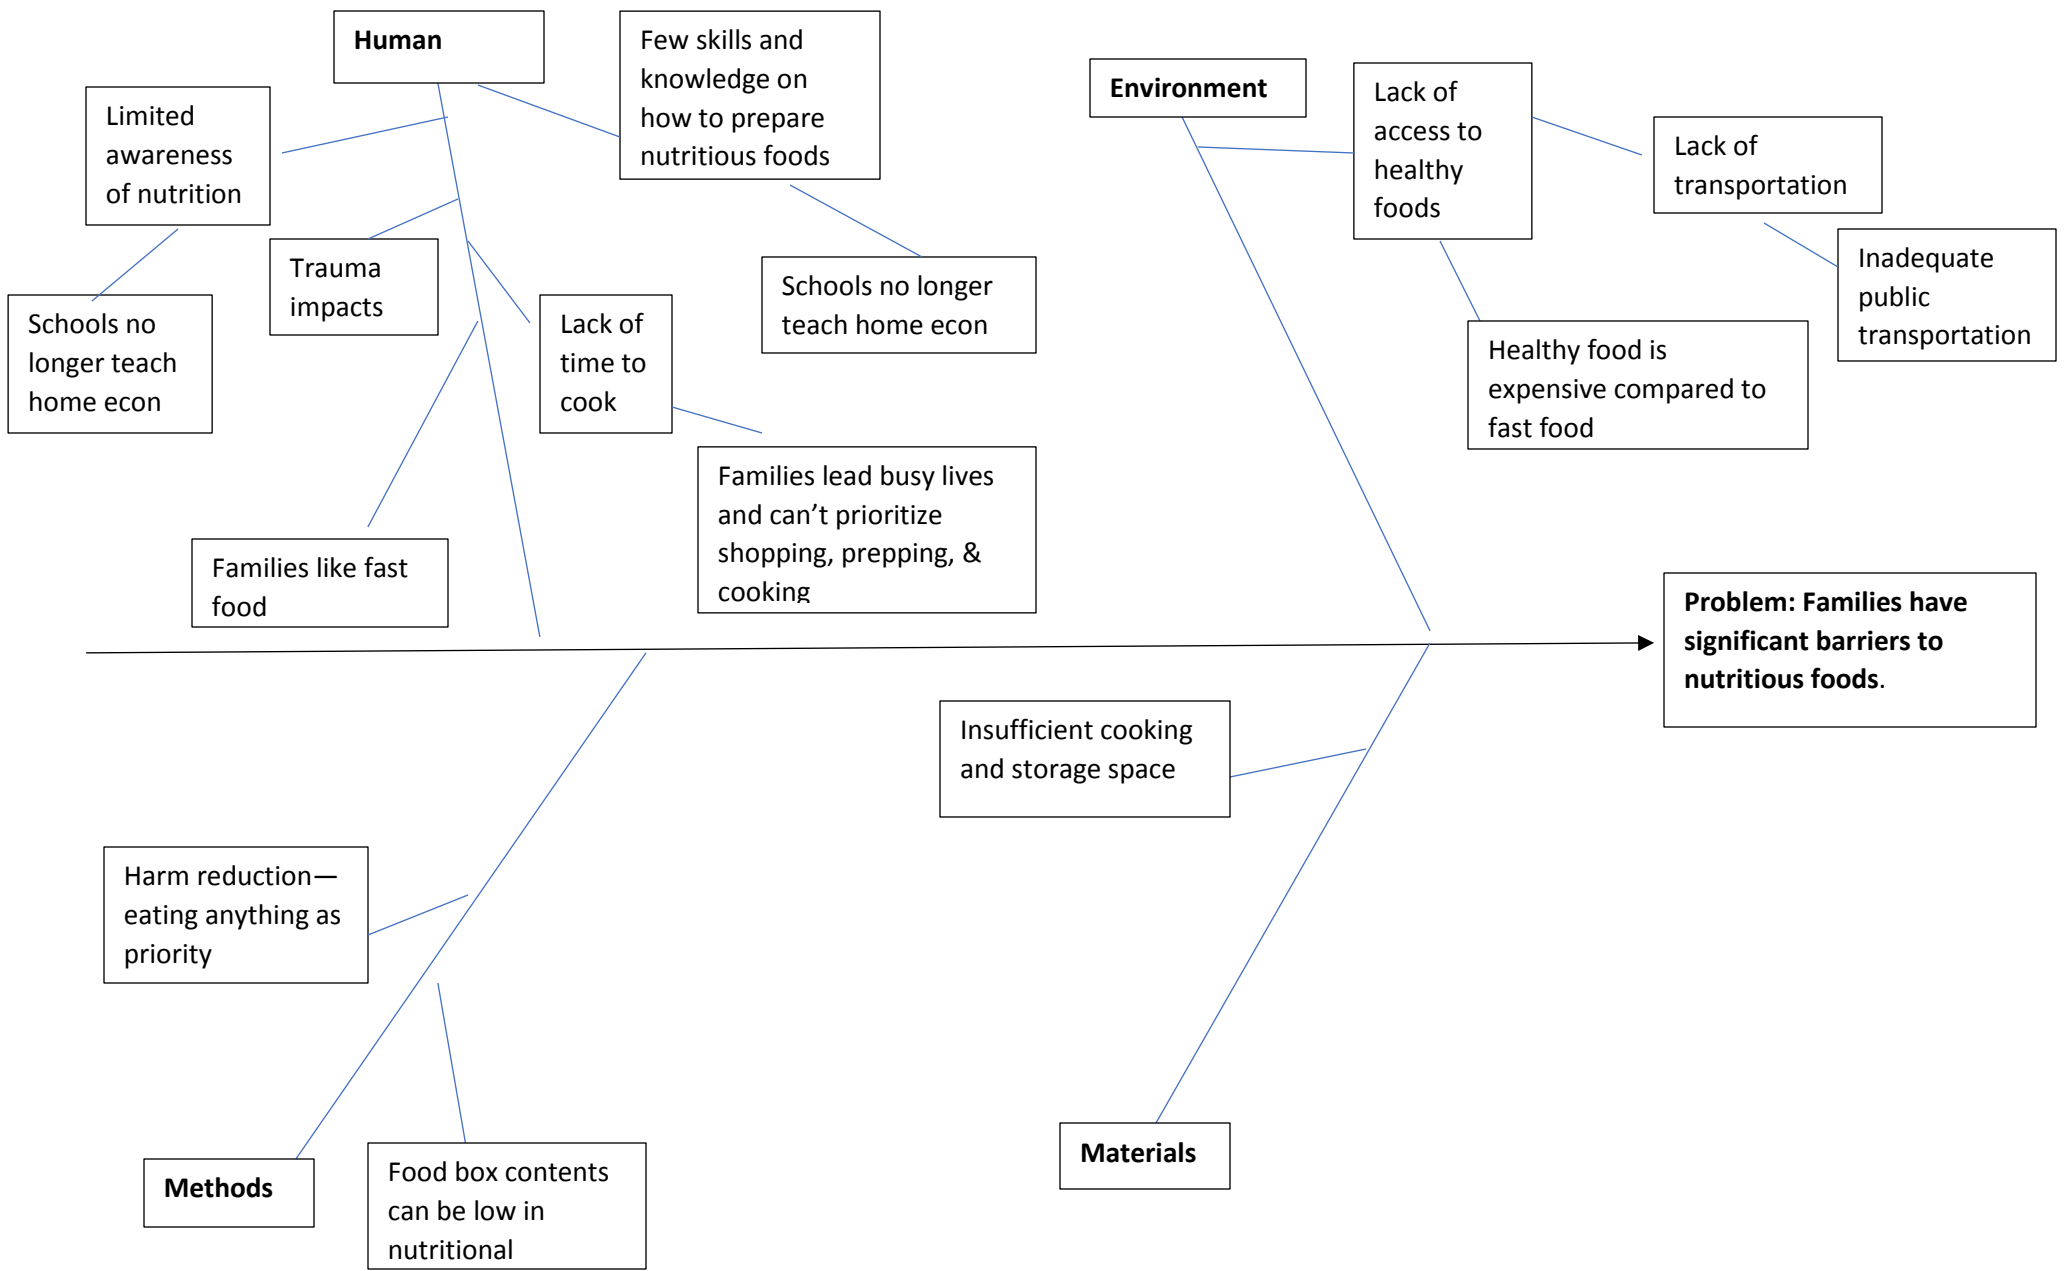 Human
Few skills and
knowledge on
how to prepare
nutritious foods
Environment
Lack of
access to
healthy
foods
Limited
awareness
of nutrition
Lack of
transportation
Trauma
impacts
Schools no longer
teach home econ
Inadequate
public
transportation
Schools no
longer teach
home econ
Lack of
time to
cook
Healthy food is
expensive compared to
fast food
Families lead busy lives
and can’t prioritize
shopping, prepping, &
cooking
Families like fast
food
Problem: Families have
significant barriers to
nutritious foods.
Insufficient cooking
and storage space
Harm reduction—
eating anything as
priority
Materials
Methods
Food box contents
can be low in
nutritional